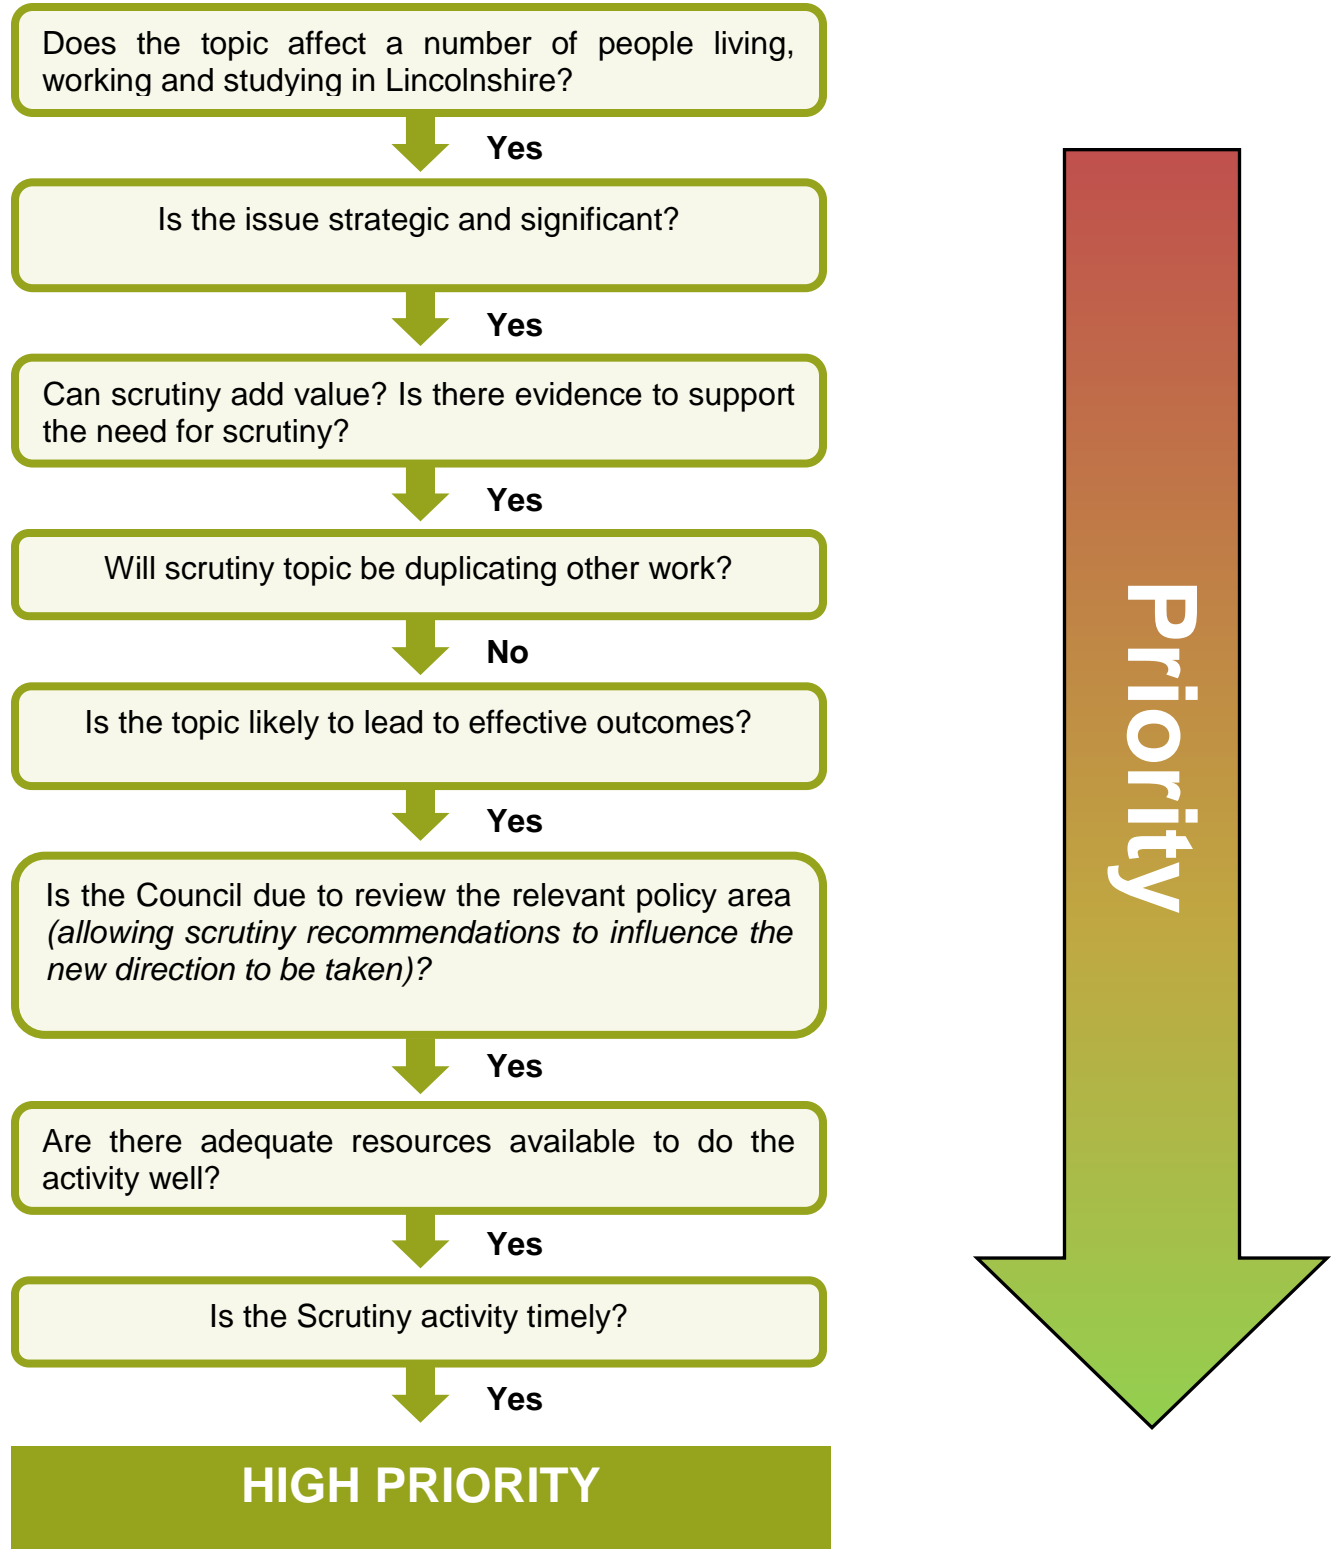 Does the topic affect a number of people living,
working and studying in Lincolnshire?
Yes
Is the issue strategic and significant?
Yes
Can scrutiny add value? Is there evidence to support
the need for scrutiny?
Yes
Will scrutiny topic be duplicating other work?
No
Is the topic likely to lead to effective outcomes?
Yes
Is the Council due to review the relevant policy area
(allowing scrutiny recommendations to influence the
new direction to be taken)?
Yes
Are there adequate resources available to do the
activity well?
Yes
Is the Scrutiny activity timely?
Yes
HIGH PRIORITY
Priority